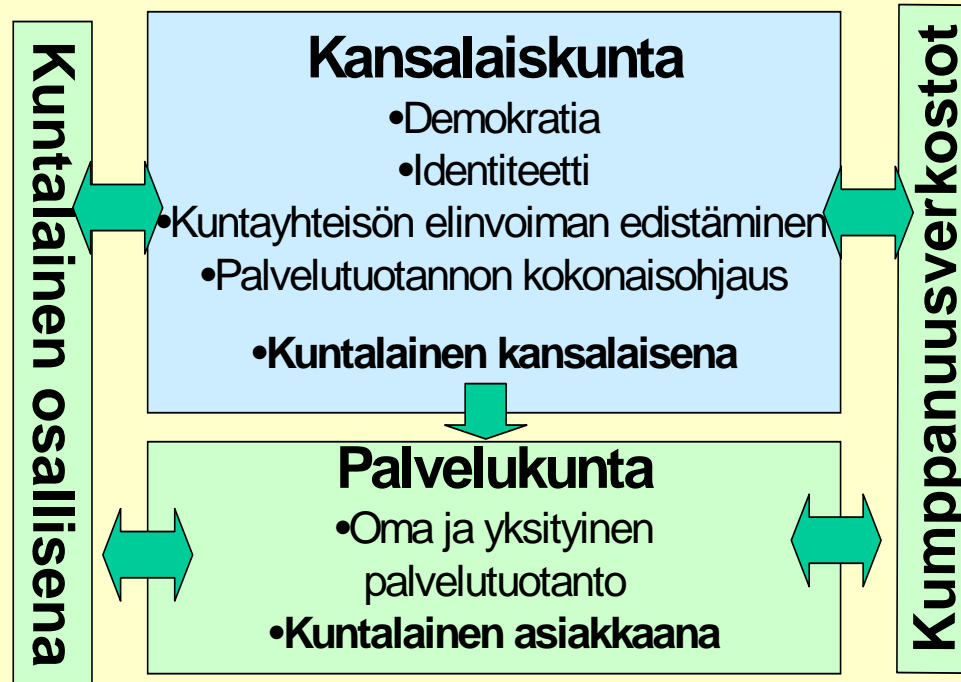 Kuntalainen osallisena
Kansalaiskunta
•Demokratia
•Identiteetti
•Kuntayhteisön elinvoiman edistäminen
•Palvelutuotannon kokonaisohjaus
•Kuntalainen kansalaisena
Palvelukunta
•Oma ja yksityinen
palvelutuotanto
•Kuntalainen asiakkaana
Kumppanuusverkostot